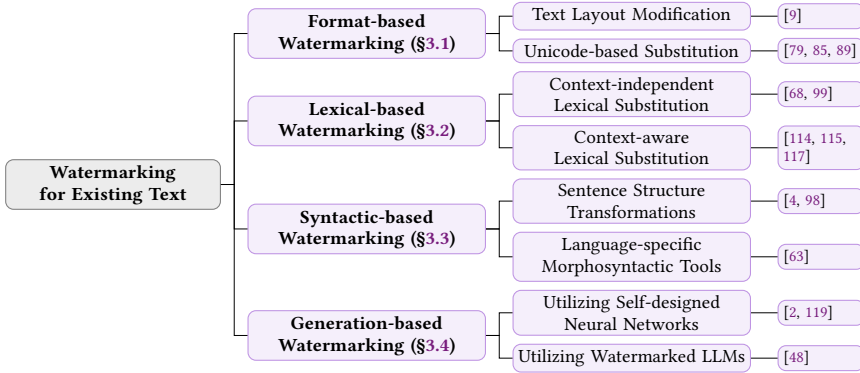 Watermarking
for Existing Text
Format-based
Watermarking (§3.1)
Text Layout Modification
[9]
Unicode-based Substitution
[79, 85, 89]
Lexical-based
Watermarking (§3.2)
Context-independent
Lexical Substitution
[68, 99]
Context-aware
Lexical Substitution
[114, 115,
117]
Syntactic-based
Watermarking (§3.3)
Sentence Structure
Transformations
[4, 98]
Language-specific
Morphosyntactic Tools
[63]
Generation-based
Watermarking (§3.4)
Utilizing Self-designed
Neural Networks
[2, 119]
Utilizing Watermarked LLMs
[48]